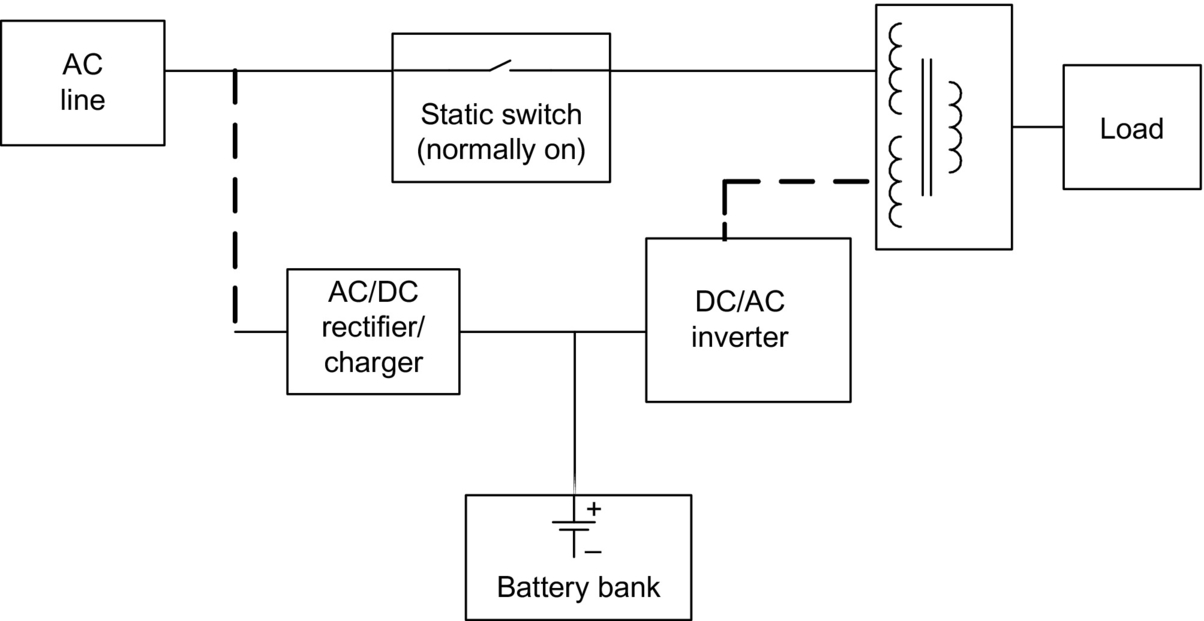 AC
line
Static switch
(normally on)
Load
AC/DC
rectifier/
charger
DC/AC
inverter
+
–
Battery bank